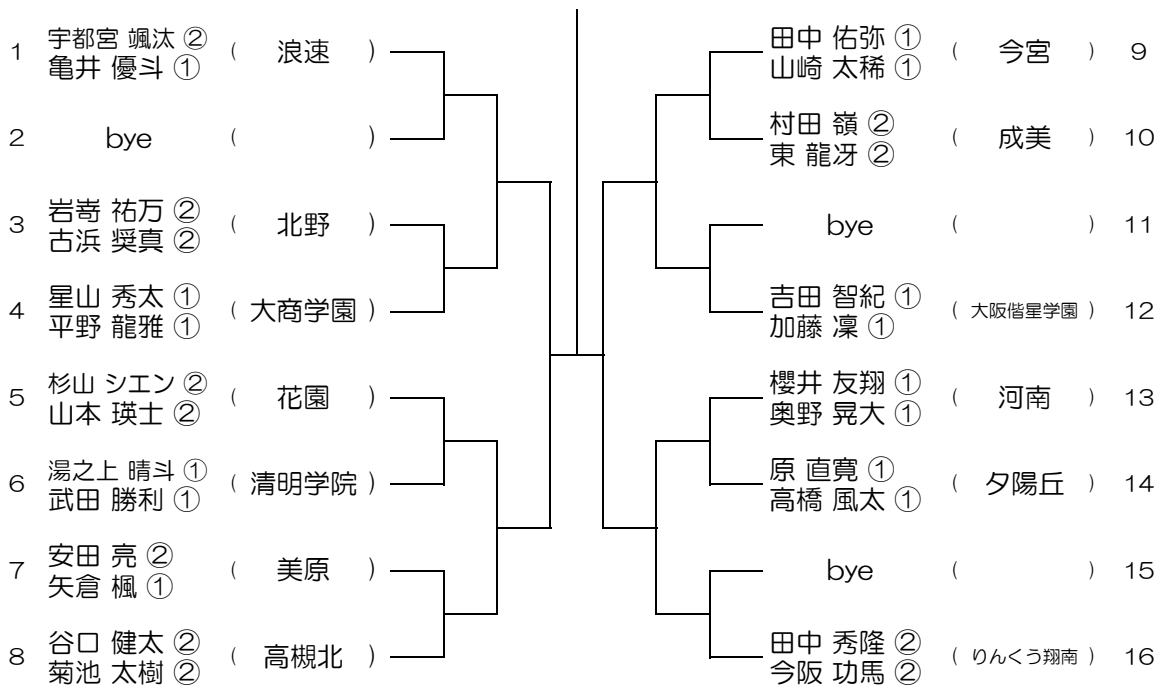 1 宇都宮 颯汰 ② ( 浪速 )
亀井 優斗 ①
2 bye ( )
3 岩嵜 祐万 ② ( 北野 )
古浜 奨真 ②
4 星山 秀太 ① ( 大商学園 )
平野 龍雅 ①
5 杉山 シエン ② ( 花園 )
山本 瑛士 ②
6 湯之上 晴斗 ① ( 清明学院 )
武田 勝利 ①
7 安田 亮 ② ( 美原 )
矢倉 楓 ①
8 谷口 健太 ② ( 高槻北 )
菊池 太樹 ②
田中 佑弥 ① ( 今宮 ) 9
山崎 太稀 ①
村田 嶺 ② ( 成美 ) 10
東 龍冴 ②
bye ( ) 11
吉田 智紀 ① ( 大阪偕星学園 ) 12
加藤 凜 ①
櫻井 友翔 ① ( 河南 ) 13
奥野 晃大 ①
原 直寛 ① ( 夕陽丘 ) 14
高橋 風太 ①
bye ( ) 15
田中 秀隆 ② ( りんくう翔南 ) 16
今阪 功馬 ②